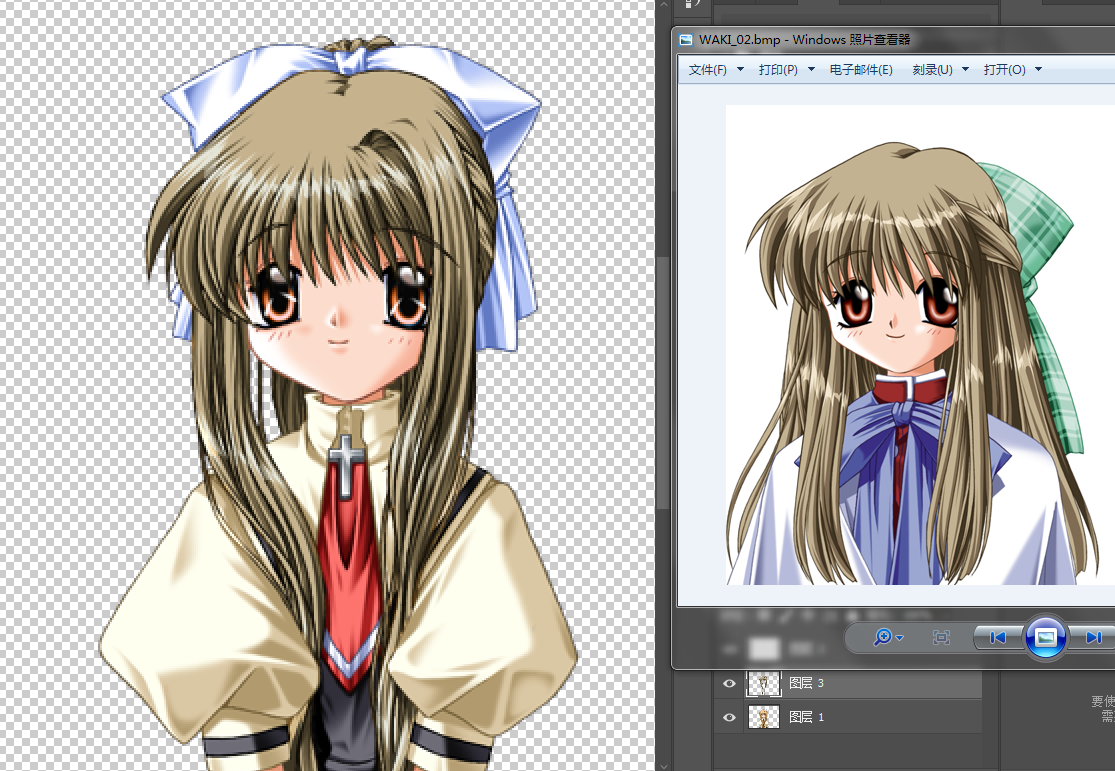 WAKI_02.bmp - Windows 照片查看器
文件(F) 打印(P) 电子邮件(E) 刻录(U) 打开(O)
图层 3
图层 1
要使
需